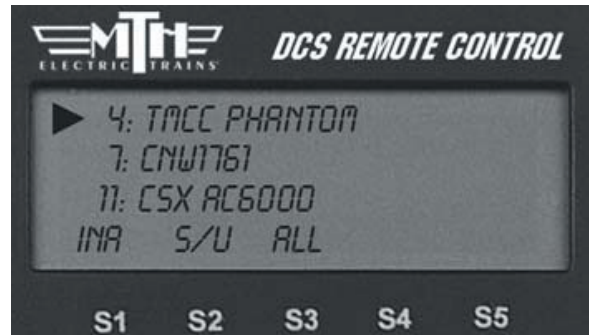 MTH DCS REMOTE CONTROL
ELECTRIC TRAINS
4: TMCC PHANTOM
7: CNW1761
11: CSX AC6000
INA S/U ALL
S1 S2 S3 S4 S5